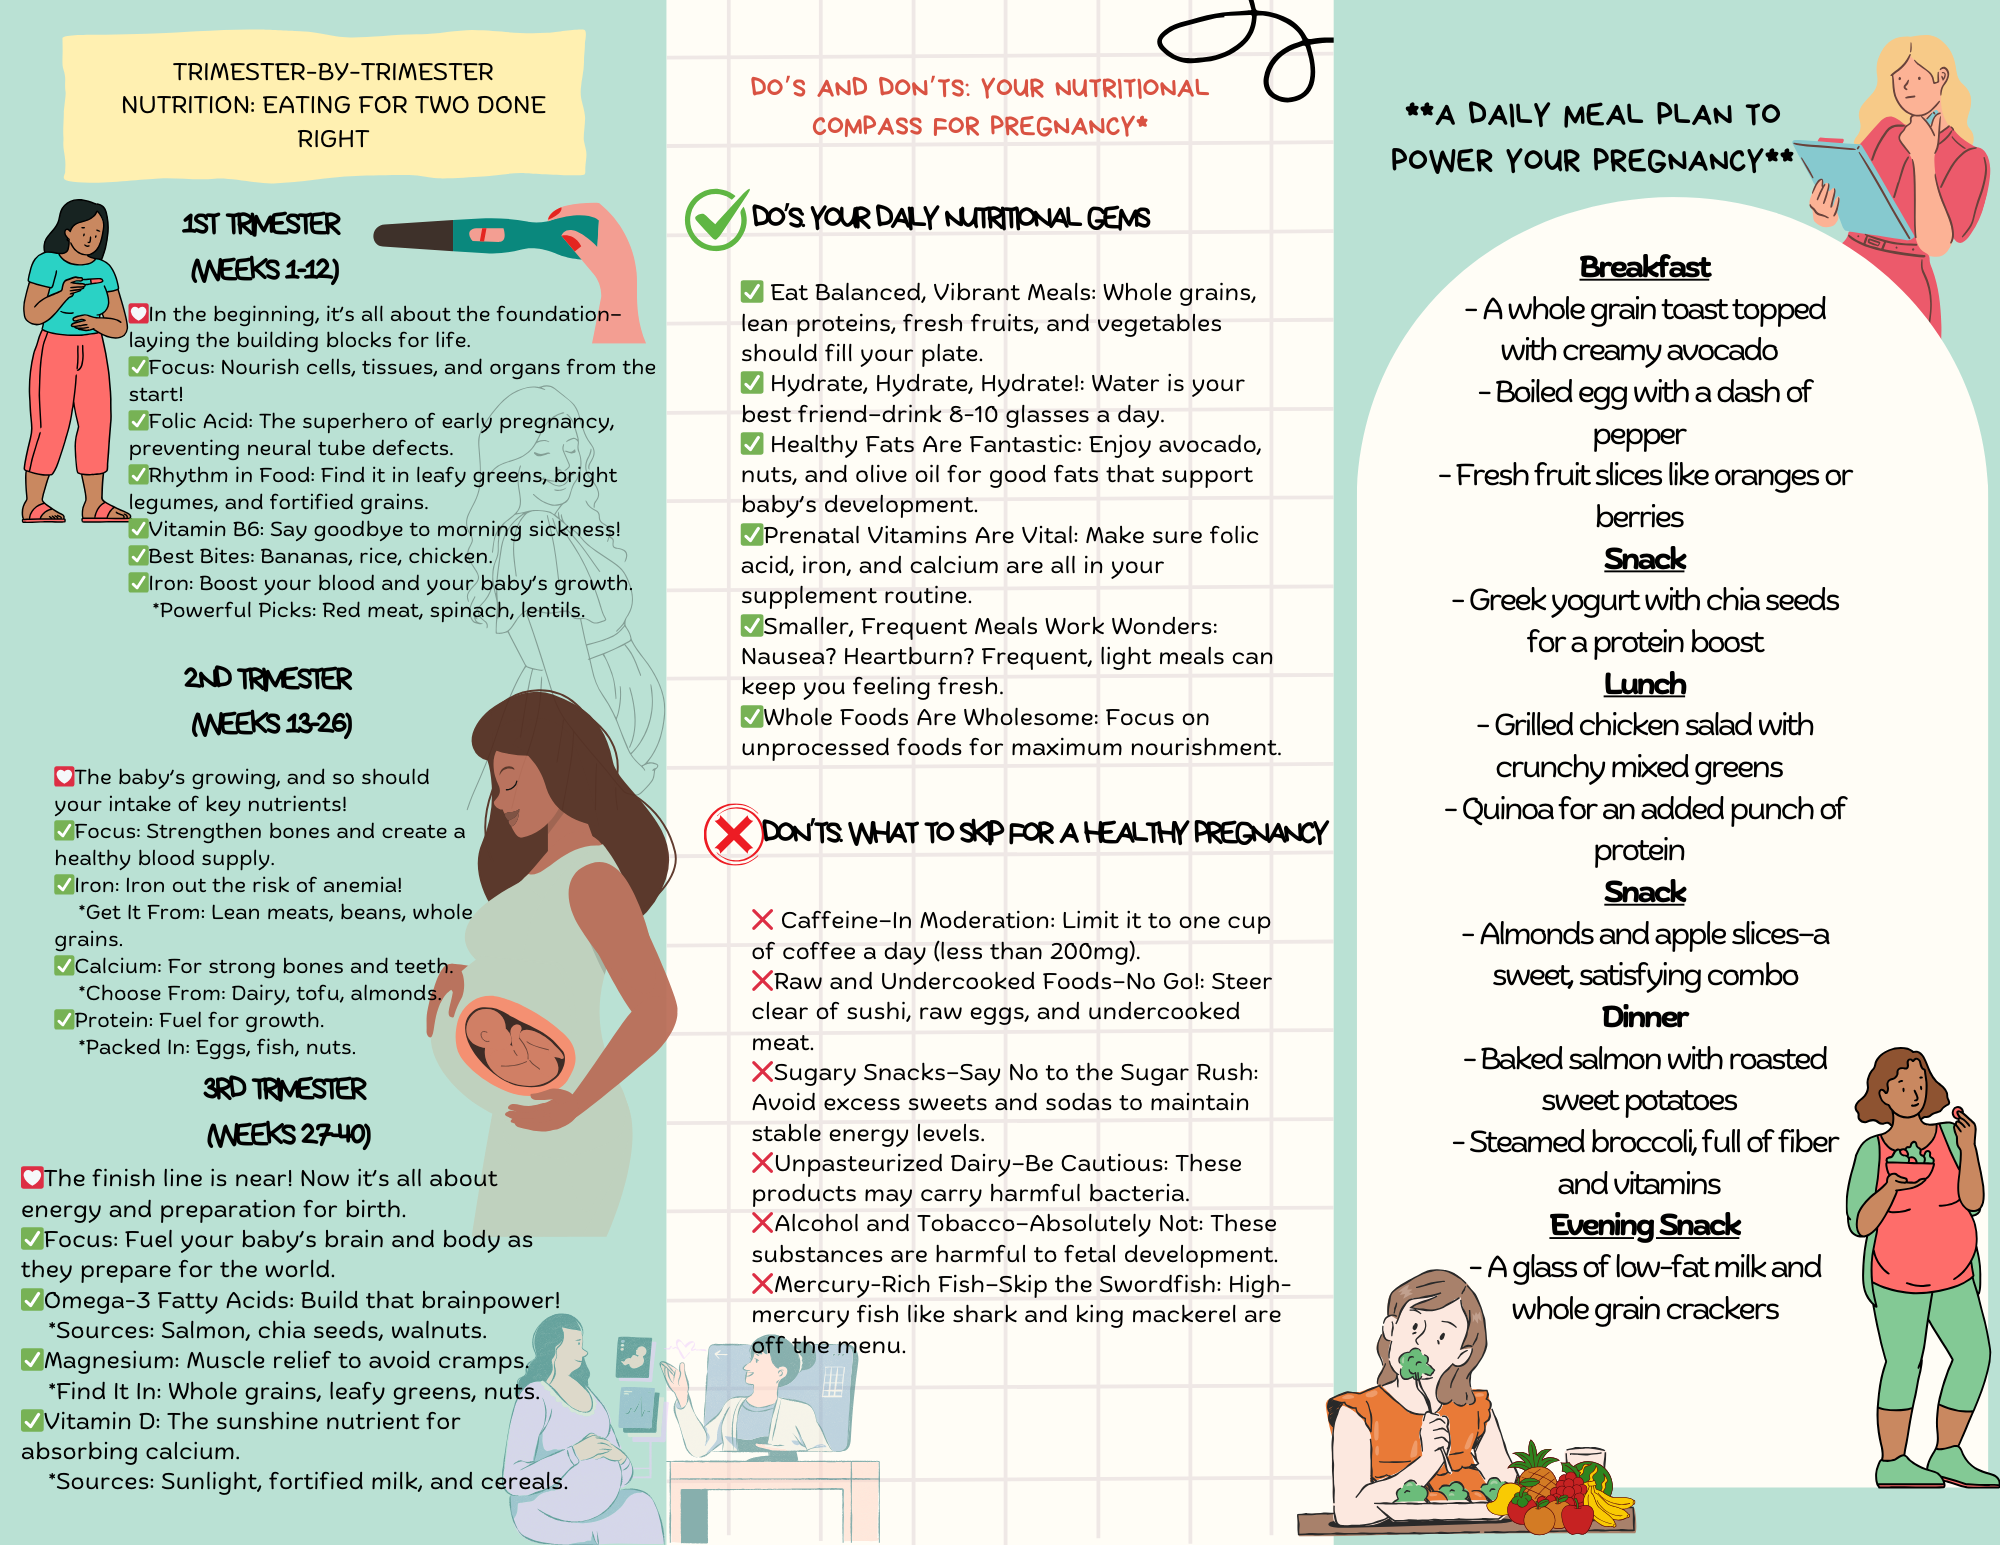 TRIMESTER-BY-TRIMESTER
NUTRITION: EATING FOR TWO DONE
RIGHT
1ST TRIMESTER
(WEEKS 1-12)
In the beginning, it's all about the foundation—
laying the building blocks for life.
✅Focus: Nourish cells, tissues, and organs from the
start!
✅Folic Acid: The superhero of early pregnancy,
preventing neural tube defects.
✅Rhythm in Food: Find it in leafy greens, bright
legumes, and fortified grains.
✅Vitamin B6: Say goodbye to morning sickness!
✅Best Bites: Bananas, rice, chicken.
✅Iron: Boost your blood and your baby's growth.
*Powerful Picks: Red meat, spinach, lentils.
2ND TRIMESTER
(WEEKS 13-26)
The baby's growing, and so should
your intake of key nutrients!
✅Focus: Strengthen bones and create a
healthy blood supply.
✅Iron: Iron out the risk of anemia!
*Get It From: Lean meats, beans, whole
grains.
✅Calcium: For strong bones and teeth.
*Choose From: Dairy, tofu, almonds.
✅Protein: Fuel for growth.
*Packed In: Eggs, fish, nuts.
3RD TRIMESTER
(WEEKS 27-40)
The finish line is near! Now it's all about
energy and preparation for birth.
✅Focus: Fuel your baby's brain and body as
they prepare for the world.
✅Omega-3 Fatty Acids: Build that brainpower!
*Sources: Salmon, chia seeds, walnuts.
✅Magnesium: Muscle relief to avoid cramps.
*Find It In: Whole grains, leafy greens, nuts.
✅Vitamin D: The sunshine nutrient for
absorbing calcium.
*Sources: Sunlight, fortified milk, and cereals.
DO'S AND DON'TS: YOUR NUTRITIONAL
COMPASS FOR PREGNANCY*
DO'S: YOUR DAILY NUTRITIONAL GEMS
✅ Eat Balanced, Vibrant Meals: Whole grains,
lean proteins, fresh fruits, and vegetables
should fill your plate.
✅ Hydrate, Hydrate, Hydrate!: Water is your
best friend—drink 8-10 glasses a day.
✅ Healthy Fats Are Fantastic: Enjoy avocado,
nuts, and olive oil for good fats that support
baby's development.
✅Prenatal Vitamins Are Vital: Make sure folic
acid, iron, and calcium are all in your
supplement routine.
✅Smaller, Frequent Meals Work Wonders:
Nausea? Heartburn? Frequent, light meals can
keep you feeling fresh.
✅Whole Foods Are Wholesome: Focus on
unprocessed foods for maximum nourishment.
DON'TS: WHAT TO SKIP FOR A HEALTHY PREGNANCY
❌ Caffeine—In Moderation: Limit it to one cup
of coffee a day (less than 200mg).
❌Raw and Undercooked Foods—No Go!: Steer
clear of sushi, raw eggs, and undercooked
meat.
❌Sugary Snacks—Say No to the Sugar Rush:
Avoid excess sweets and sodas to maintain
stable energy levels.
❌Unpasteurized Dairy—Be Cautious: These
products may carry harmful bacteria.
❌Alcohol and Tobacco—Absolutely Not: These
substances are harmful to fetal development.
❌Mercury-Rich Fish—Skip the Swordfish: High-
mercury fish like shark and king mackerel are
off the menu.
**A DAILY MEAL PLAN TO
POWER YOUR PREGNANCY**
Breakfast
- A whole grain toast topped
with creamy avocado
- Boiled egg with a dash of
pepper
- Fresh fruit slices like oranges or
berries
Snack
- Greek yogurt with chia seeds
for a protein boost
Lunch
- Grilled chicken salad with
crunchy mixed greens
- Quinoa for an added punch of
protein
Snack
- Almonds and apple slices—a
sweet, satisfying combo
Dinner
- Baked salmon with roasted
sweet potatoes
- Steamed broccoli, full of fiber
and vitamins
Evening Snack
- A glass of low-fat milk and
whole grain crackers